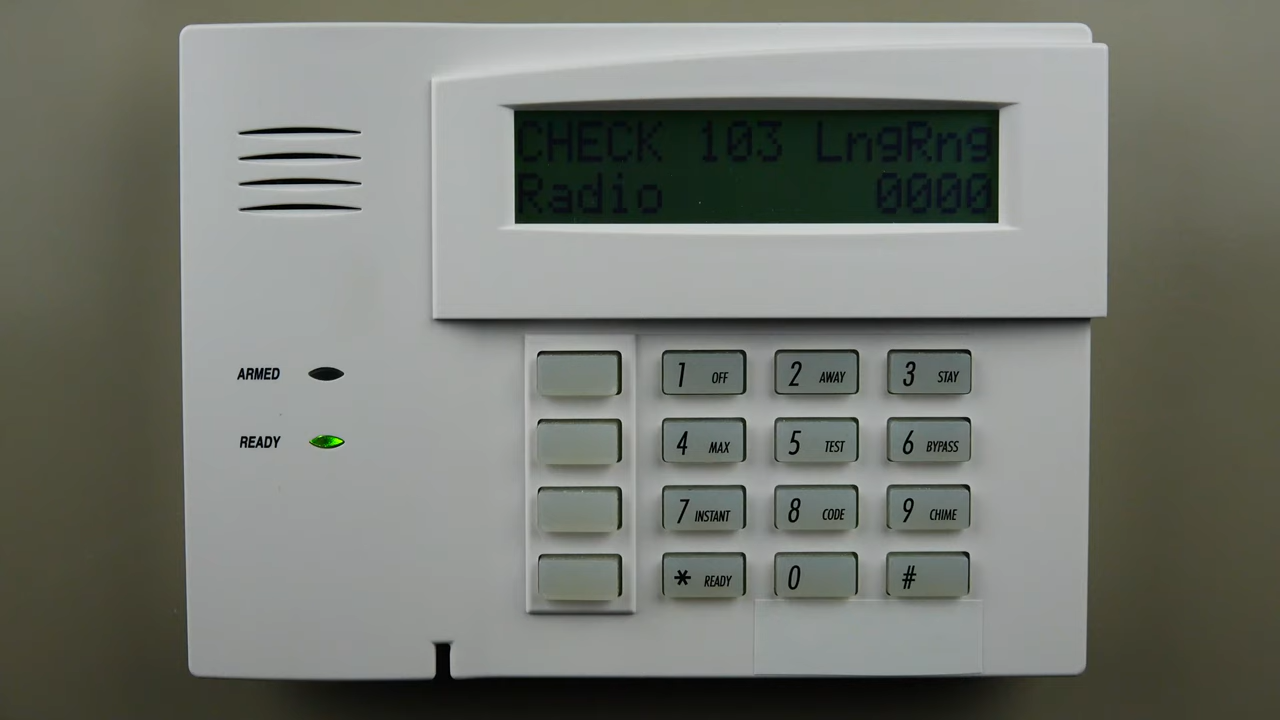 CHECK 103 LngRng
Radio 0000
ARMED
READY
1 OFF
2 AWAY
3 STAY
4 MAX
5 TEST
6 BYPASS
7 INSTANT
8 CODE
9 CHIME
* READY
0
#